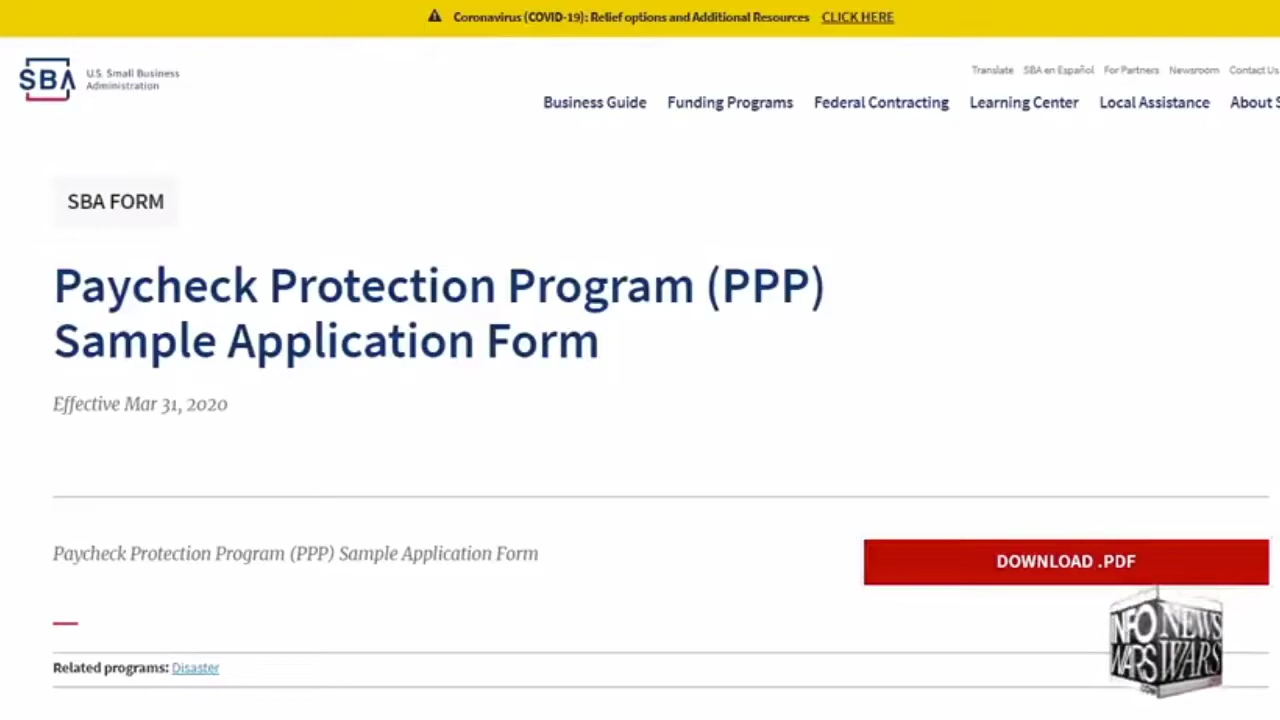 Coronavirus (COVID-19): Relief options and Additional Resources CLICK HERE
SBA
U.S. Small Business
Administration
Translate SBA en Español For Partners Newsroom Contact Us
Business Guide Funding Programs Federal Contracting Learning Center Local Assistance About S
SBA FORM
Paycheck Protection Program (PPP)
Sample Application Form
Effective Mar 31, 2020
Paycheck Protection Program (PPP) Sample Application Form
DOWNLOAD .PDF
Related programs: Disaster
INFO NEWS
WARS WARS
.COM